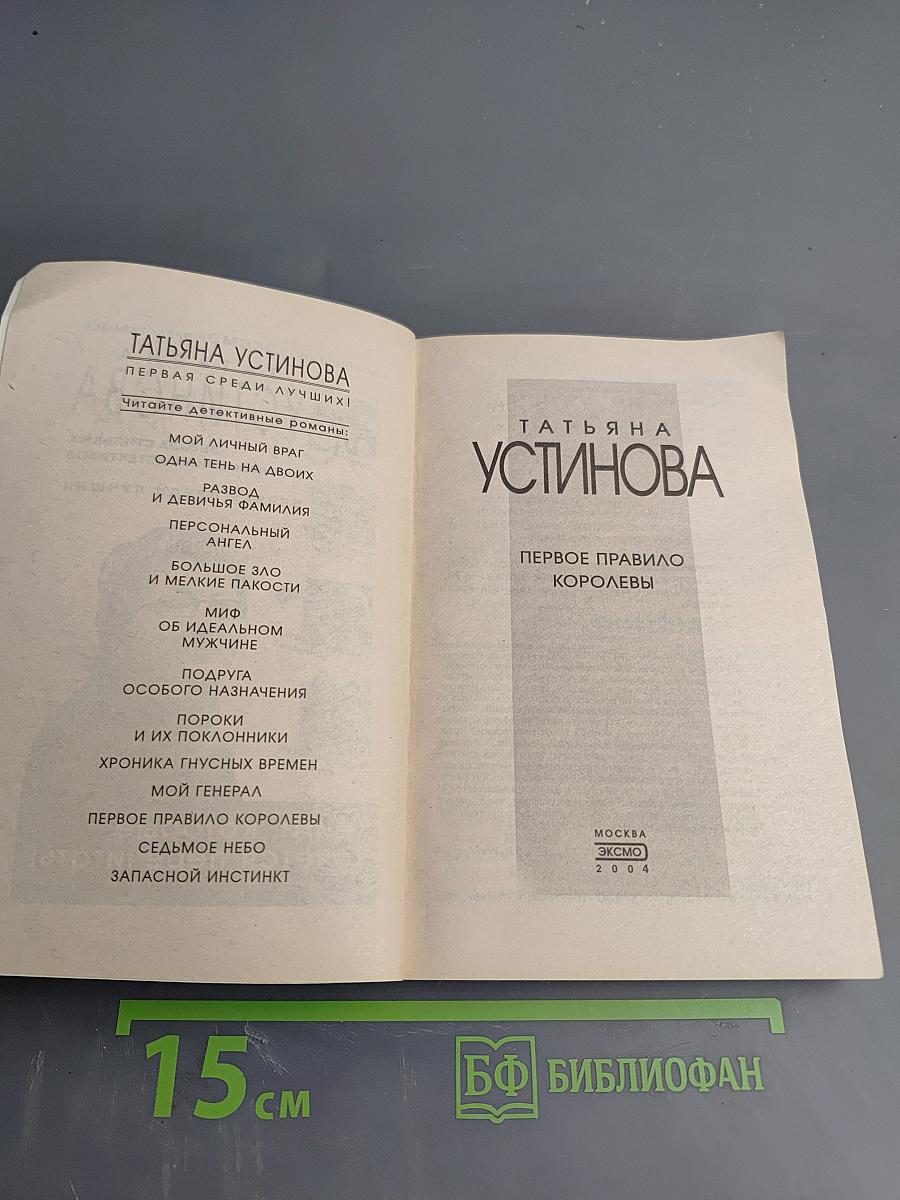 ТАТЬЯНА УСТИНОВА
ПЕРВАЯ СРЕДИ ЛУЧШИХ!
Читайте детективные романы:
МОЙ ЛИЧНЫЙ ВРАГ
ОДНА ТЕНЬ НА ДВОИХ
РАЗВОД
И ДЕВИЧЬЯ ФАМИЛИЯ
ПЕРСОНАЛЬНЫЙ
АНГЕЛ
БОЛЬШОЕ ЗЛО
И МЕЛКИЕ ПАКОСТИ
МИФ
ОБ ИДЕАЛЬНОМ
МУЖЧИНЕ
ПОДРУГА
ОСОБОГО НАЗНАЧЕНИЯ
ПОРОКИ
И ИХ ПОКЛОННИКИ
ХРОНИКА ГНУСНЫХ ВРЕМЕН
МОЙ ГЕНЕРАЛ
ПЕРВОЕ ПРАВИЛО КОРОЛЕВЫ
СЕДЬМОЕ НЕБО
ЗАПАСНОЙ ИНСТИНКТ
ТАТЬЯНА
УСТИНОВА
ПЕРВОЕ ПРАВИЛО
КОРОЛЕВЫ
МОСКВА
ЭКСМО
2004
15 см
БФ БИБЛИОФАН